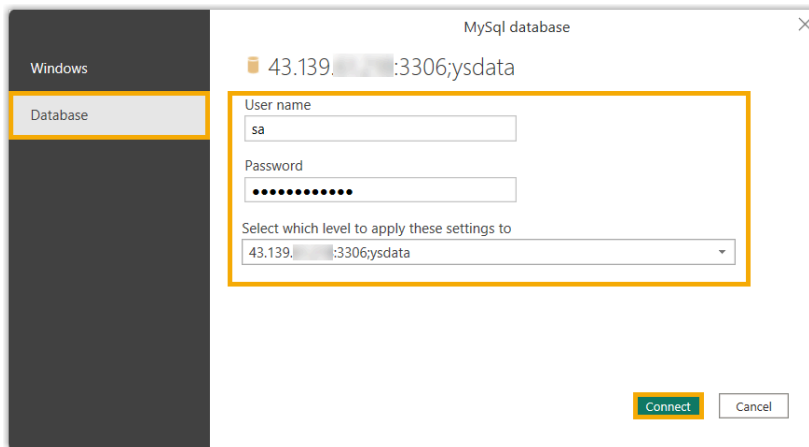 MySql database
Windows
Database
43.139. :3306;ysdata
User name
sa
Password
••••••••••••
Select which level to apply these settings to
43.139. :3306;ysdata
Connect
Cancel